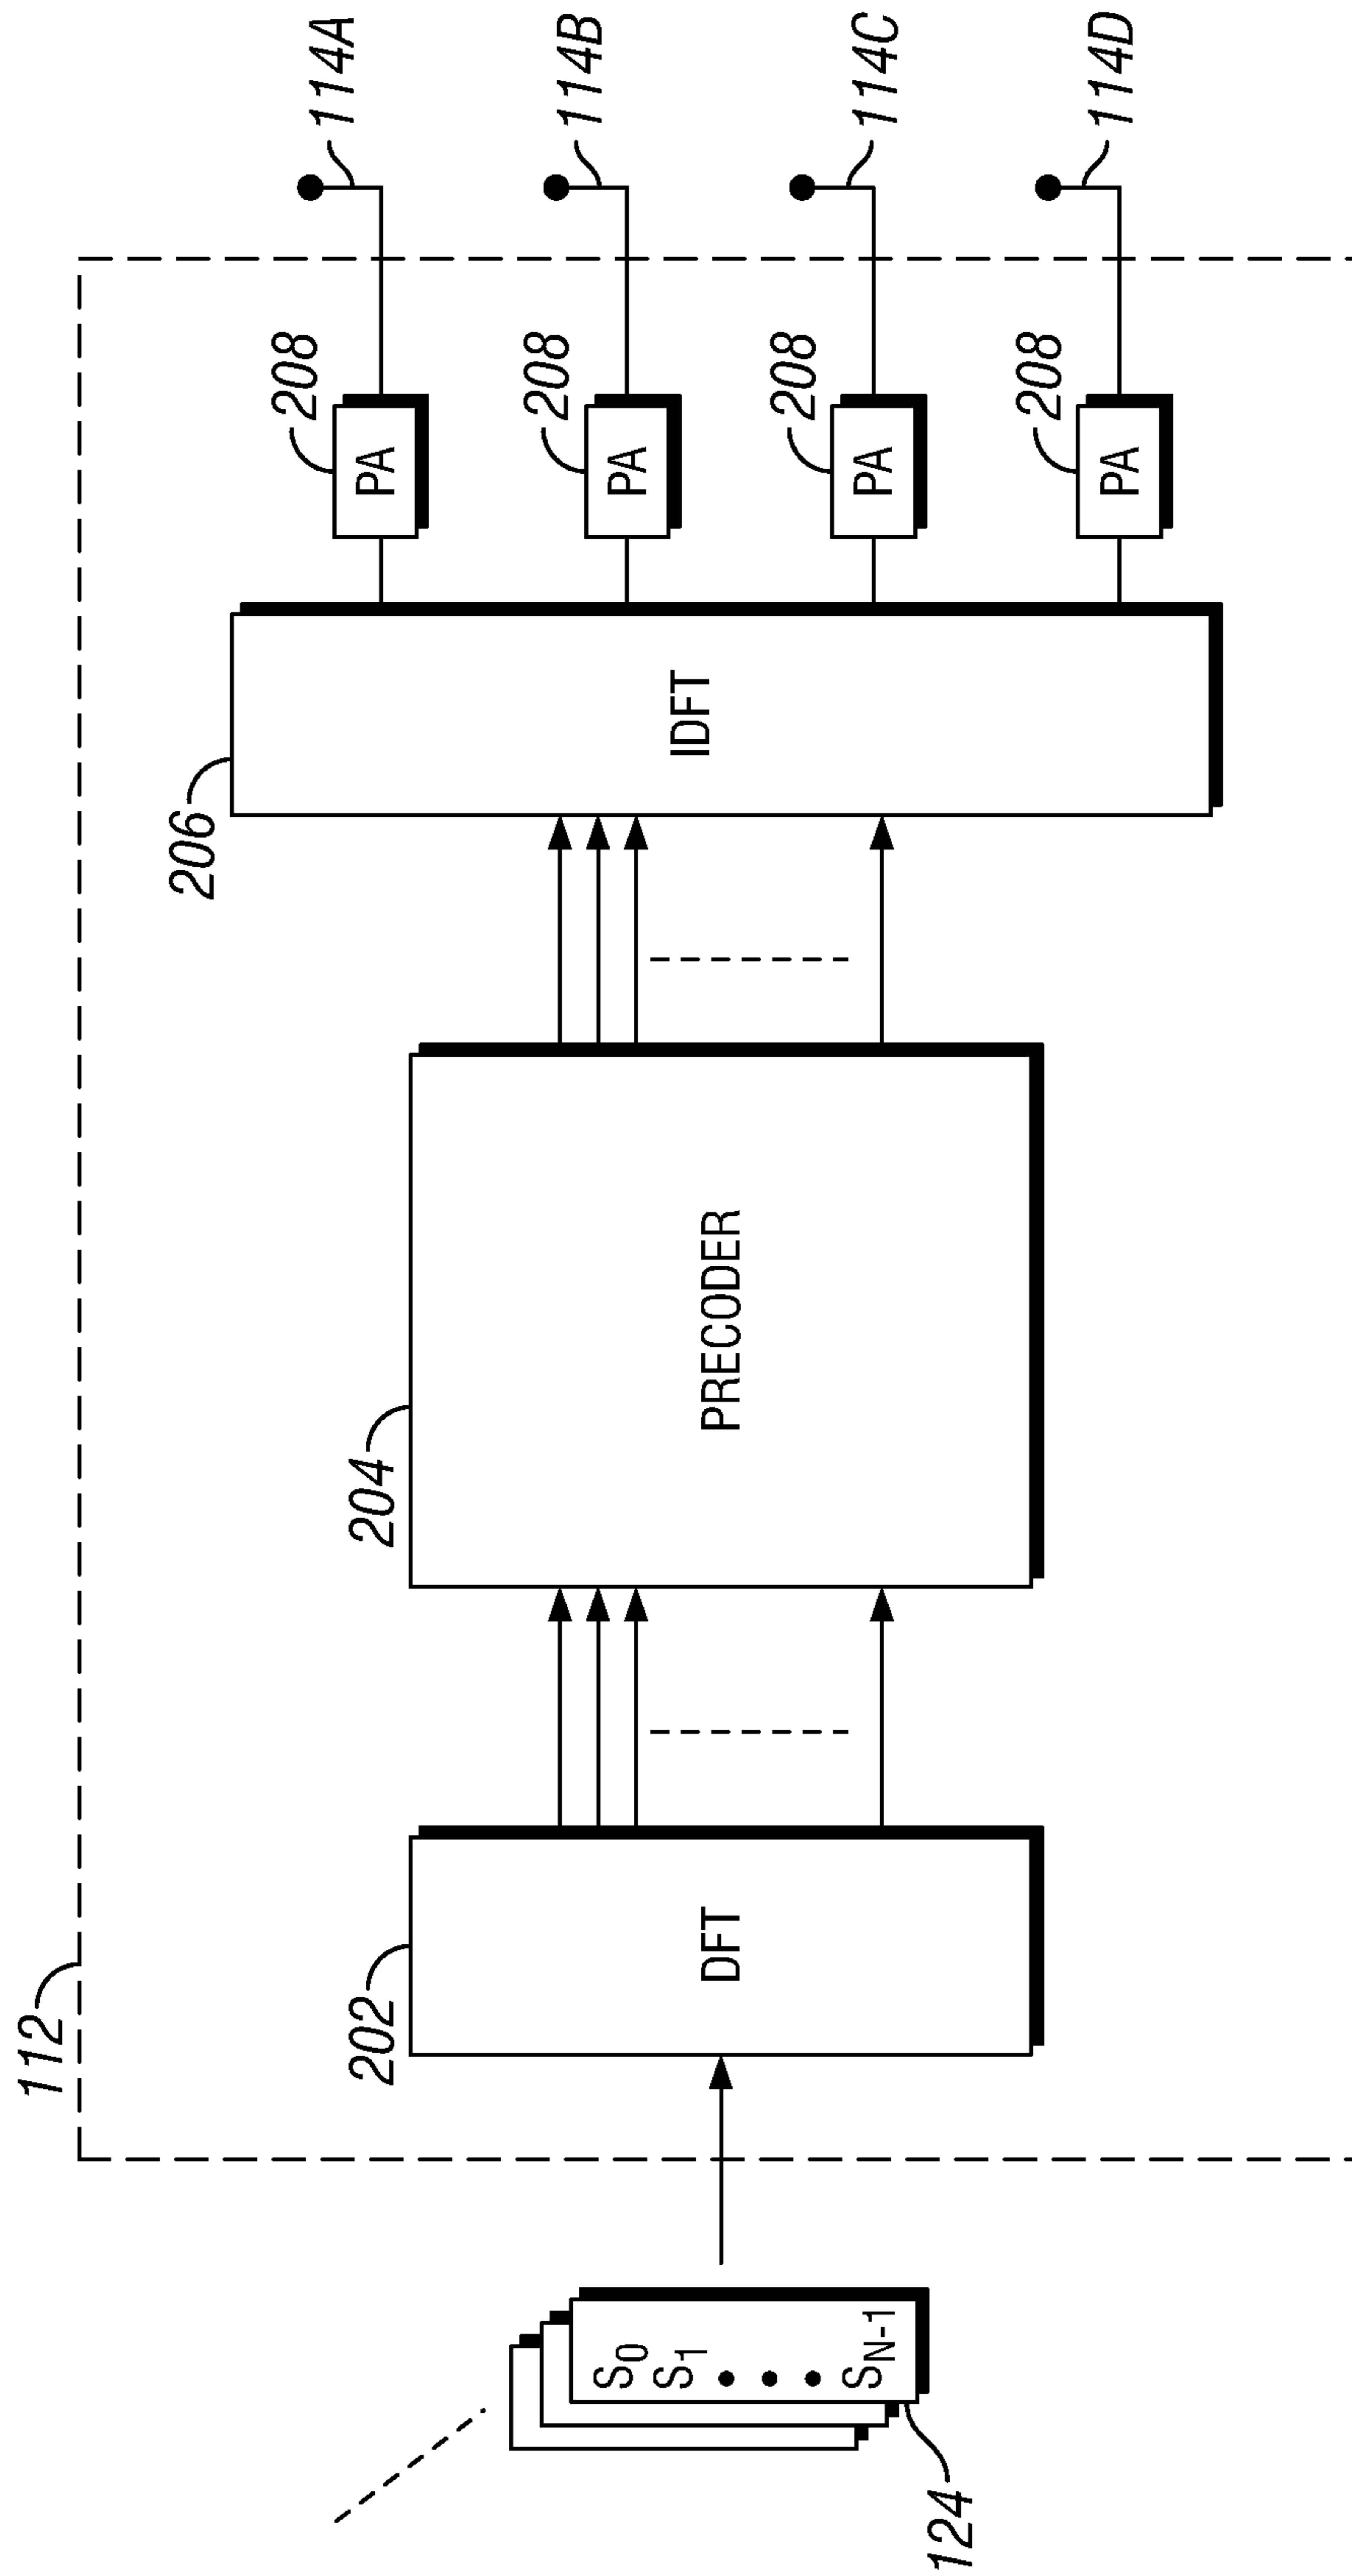 112
202
DFT
204
PRECODER
206
IDFT
208
PA
114A
208
PA
114B
208
PA
114C
208
PA
114D
S0
S1
SN-1
124